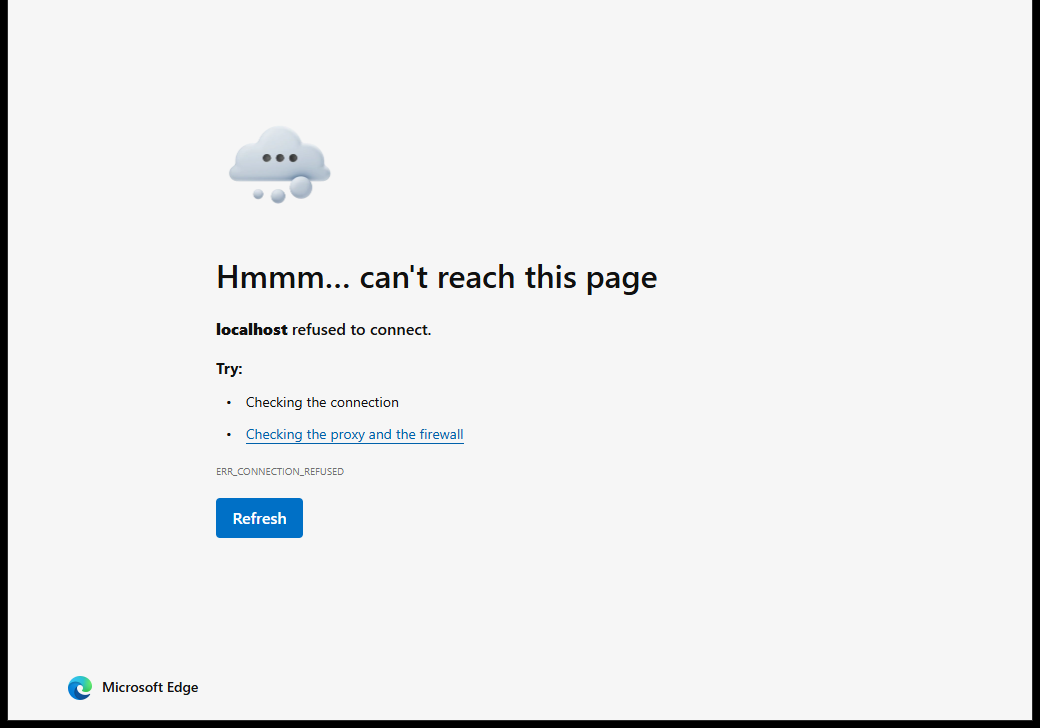 Hmmm... can't reach this page
localhost refused to connect.
Try:
• Checking the connection
• Checking the proxy and the firewall
ERR_CONNECTION_REFUSED
Refresh
Microsoft Edge